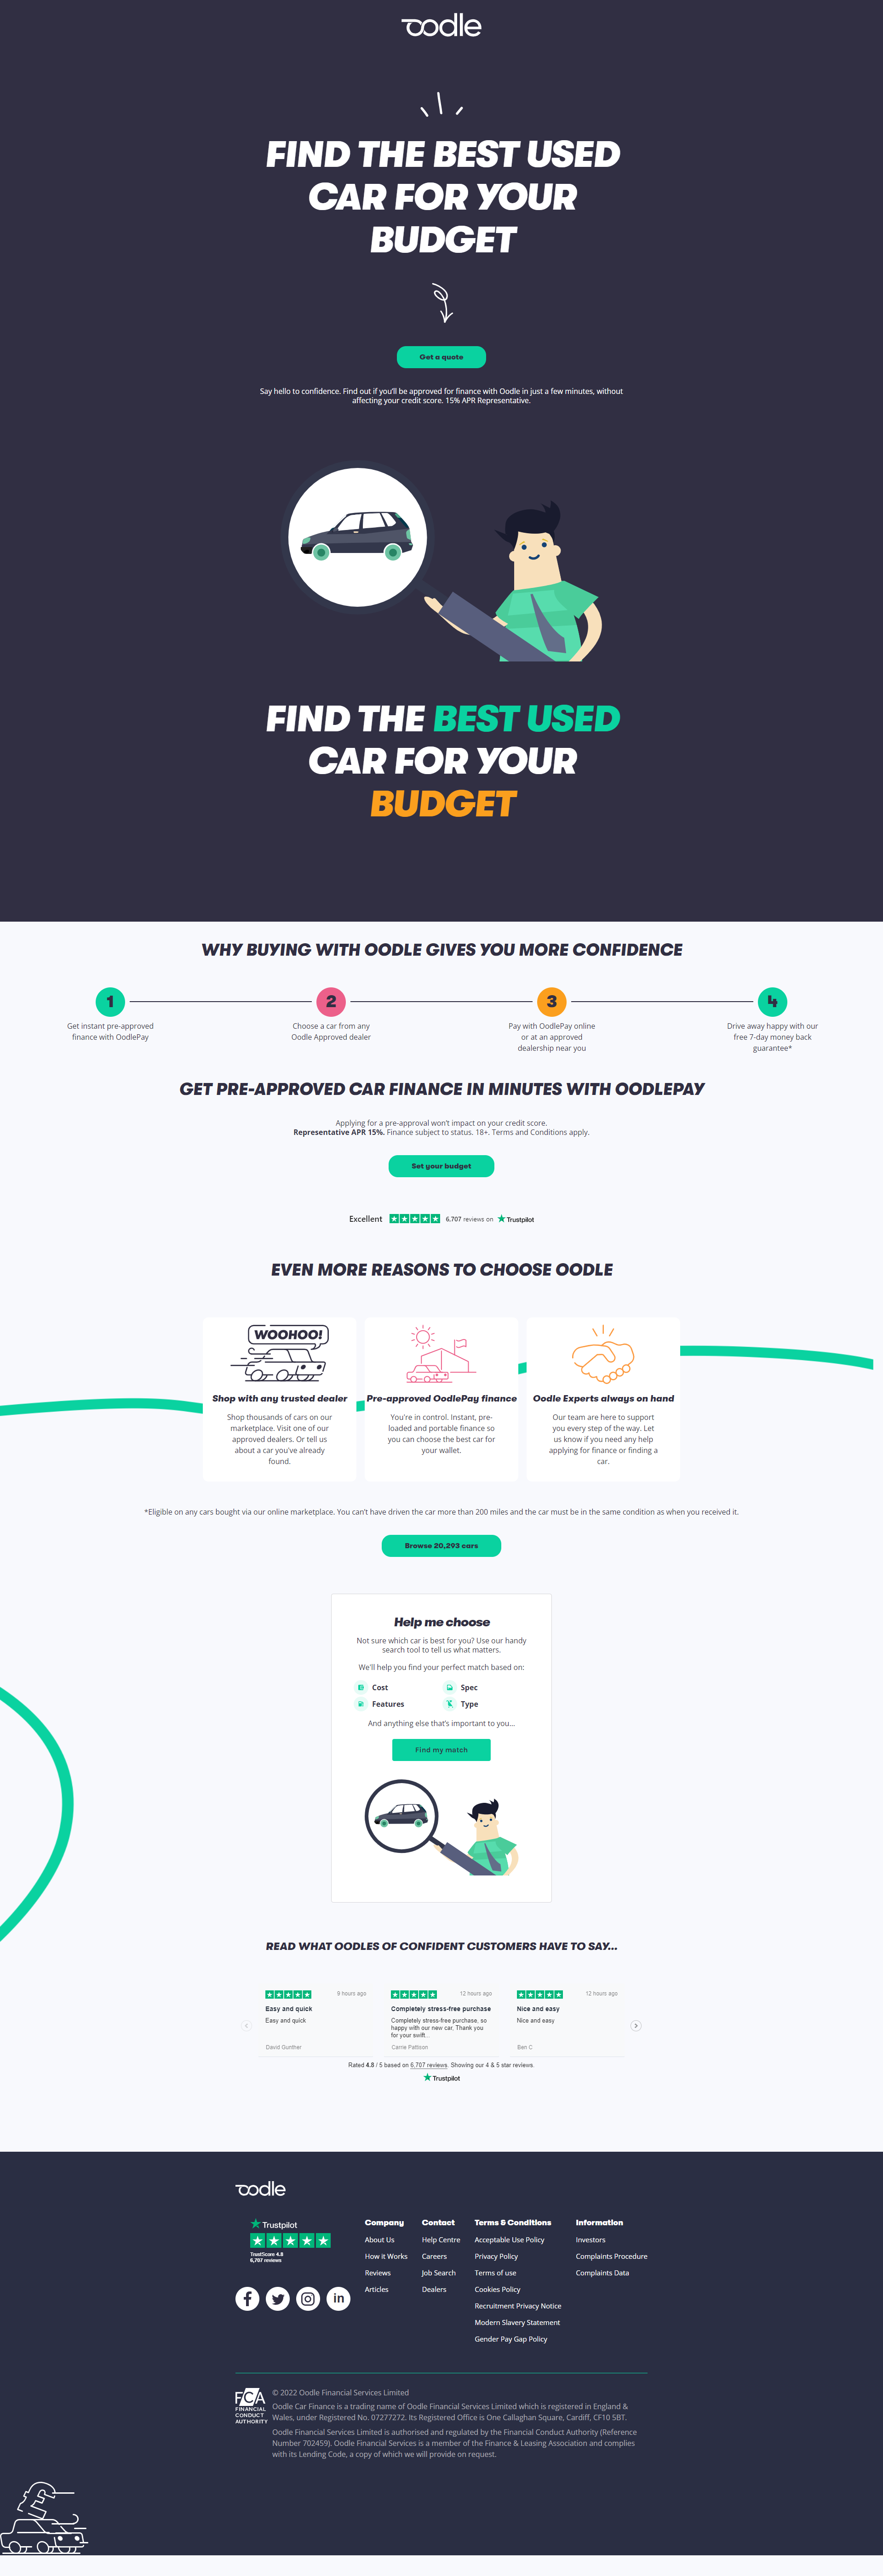 oodle
FIND THE BEST USED
CAR FOR YOUR
BUDGET
Get a quote
Say hello to confidence. Find out if you'll be approved for finance with Oodle in just a few minutes, without
affecting your credit score. 15% APR Representative.
FIND THE BEST USED
CAR FOR YOUR
BUDGET
WHY BUYING WITH OODLE GIVES YOU MORE CONFIDENCE
1
2
3
4
Get instant pre-approved
finance with OodlePay
Choose a car from any
Oodle Approved dealer
Pay with OodlePay online
or at an approved
dealership near you
Drive away happy with our
free 7-day money back
guarantee*
GET PRE-APPROVED CAR FINANCE IN MINUTES WITH OODLEPAY
Applying for a pre-approval won't impact on your credit score.
Representative APR 15%. Finance subject to status. 18+. Terms and Conditions apply.
Set your budget
Excellent 6,707 reviews on Trustpilot
EVEN MORE REASONS TO CHOOSE OODLE
WOOHOO!
Shop with any trusted dealer
Shop thousands of cars on our
marketplace. Visit one of our
approved dealers. Or tell us
about a car you've already
found.
Pre-approved OodlePay finance
You're in control. Instant, pre-
loaded and portable finance so
you can choose the best car for
your wallet.
Oodle Experts always on hand
Our team are here to support
you every step of the way. Let
us know if you need any help
applying for finance or finding a
car.
*Eligible on any cars bought via our online marketplace. You can't have driven the car more than 200 miles and the car must be in the same condition as when you received it.
Browse 20,293 cars
Help me choose
Not sure which car is best for you? Use our handy
search tool to tell us what matters.
We'll help you find your perfect match based on:
Cost
Spec
Features
Type
And anything else that's important to you...
Find my match
READ WHAT OODLES OF CONFIDENT CUSTOMERS HAVE TO SAY...
9 hours ago
Easy and quick
Easy and quick
David Gunther
12 hours ago
Completely stress-free purchase
Completely stress-free purchase, so
happy with our new car, Thank you
for your swift...
Carrie Pattison
12 hours ago
Nice and easy
Nice and easy
Ben C
Rated 4.8 / 5 based on 6,707 reviews. Showing our 4 & 5 star reviews.
Trustpilot
oodle
Trustpilot
TrustScore 4.8
6,707 reviews
Company
About Us
How it Works
Reviews
Articles
Contact
Help Centre
Careers
Job Search
Dealers
Terms & Conditions
Acceptable Use Policy
Privacy Policy
Terms of use
Cookies Policy
Recruitment Privacy Notice
Modern Slavery Statement
Gender Pay Gap Policy
Information
Investors
Complaints Procedure
Complaints Data
FCA
FINANCIAL
CONDUCT
AUTHORITY
© 2022 Oodle Financial Services Limited
Oodle Car Finance is a trading name of Oodle Financial Services Limited which is registered in England &
Wales, under Registered No. 07277272. Its Registered Office is One Callaghan Square, Cardiff, CF10 5BT.
Oodle Financial Services Limited is authorised and regulated by the Financial Conduct Authority (Reference
Number 702459). Oodle Financial Services is a member of the Finance & Leasing Association and complies
with its Lending Code, a copy of which we will provide on request.